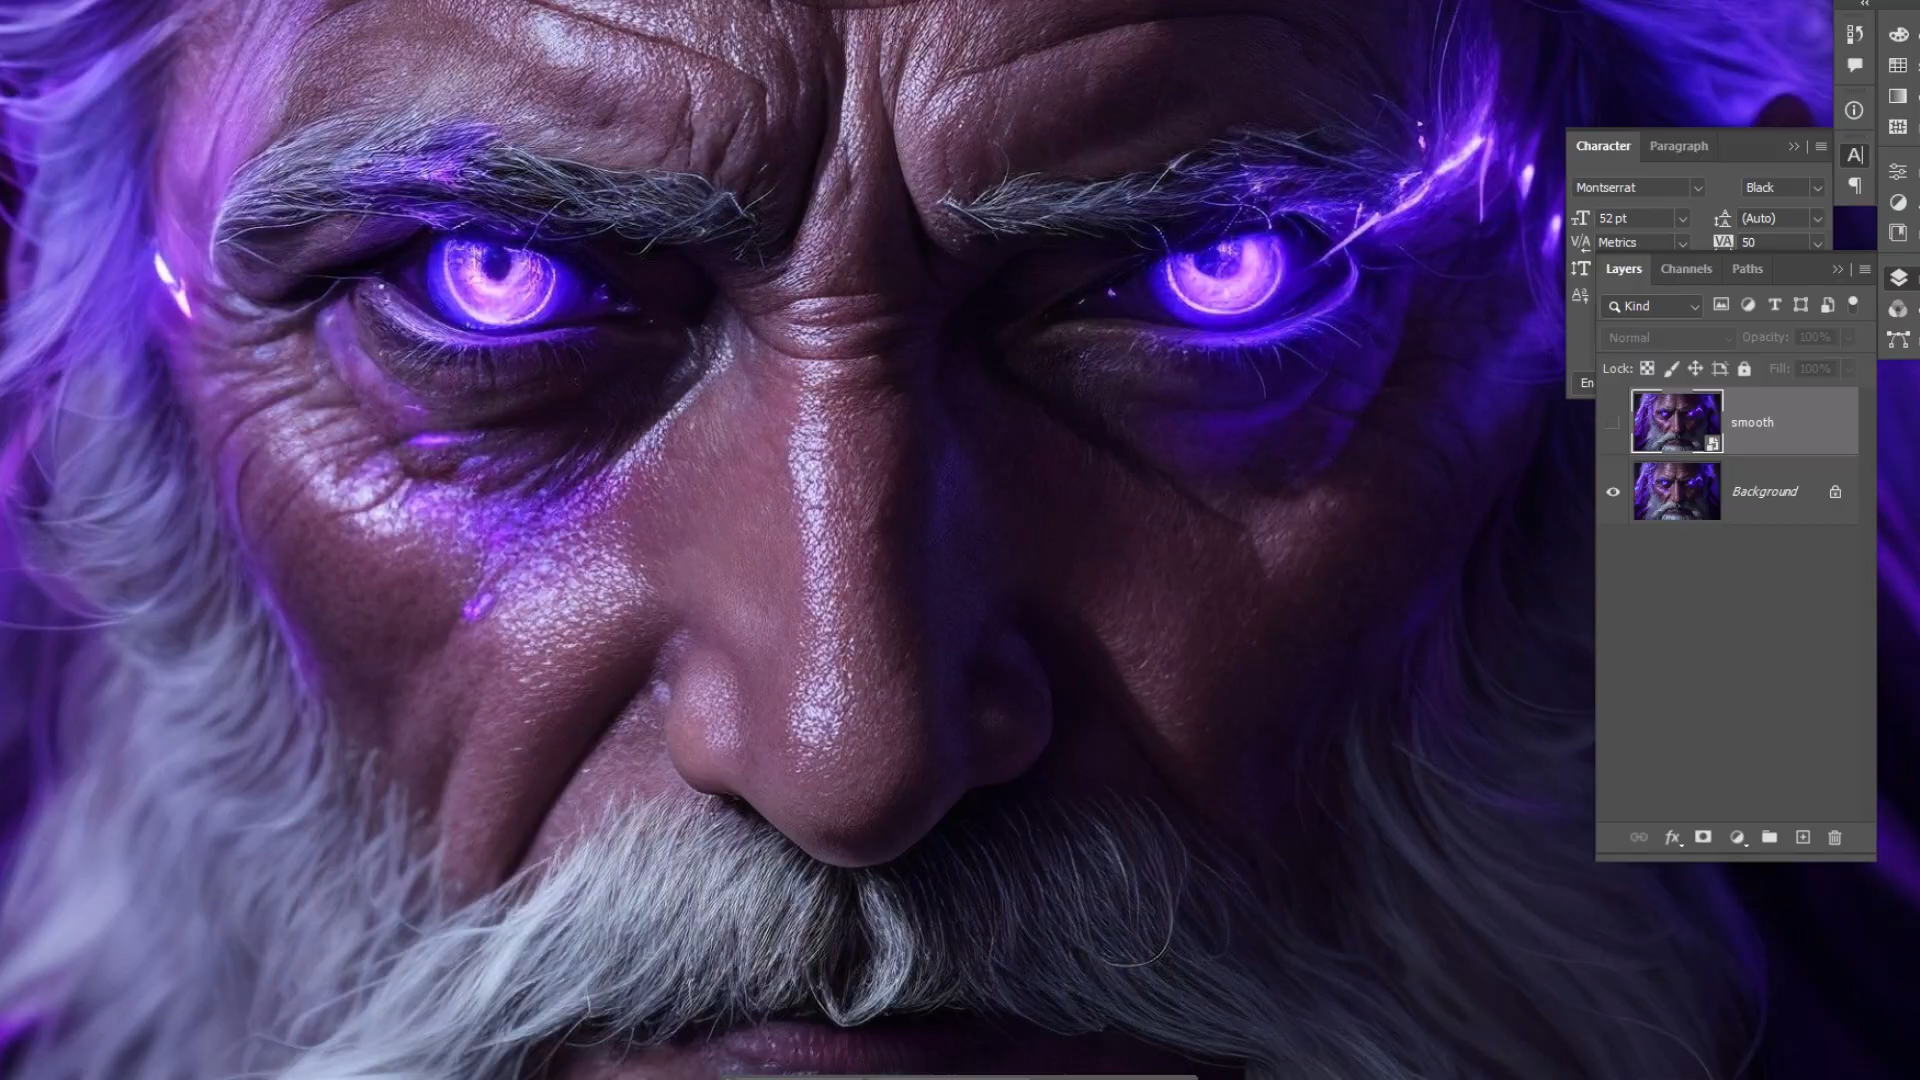 Character Paragraph
Montserrat Black
52 pt (Auto)
Metrics 50
Layers Channels Paths
Kind
Normal Opacity: 100%
Lock: Fill: 100%
En
smooth
Background